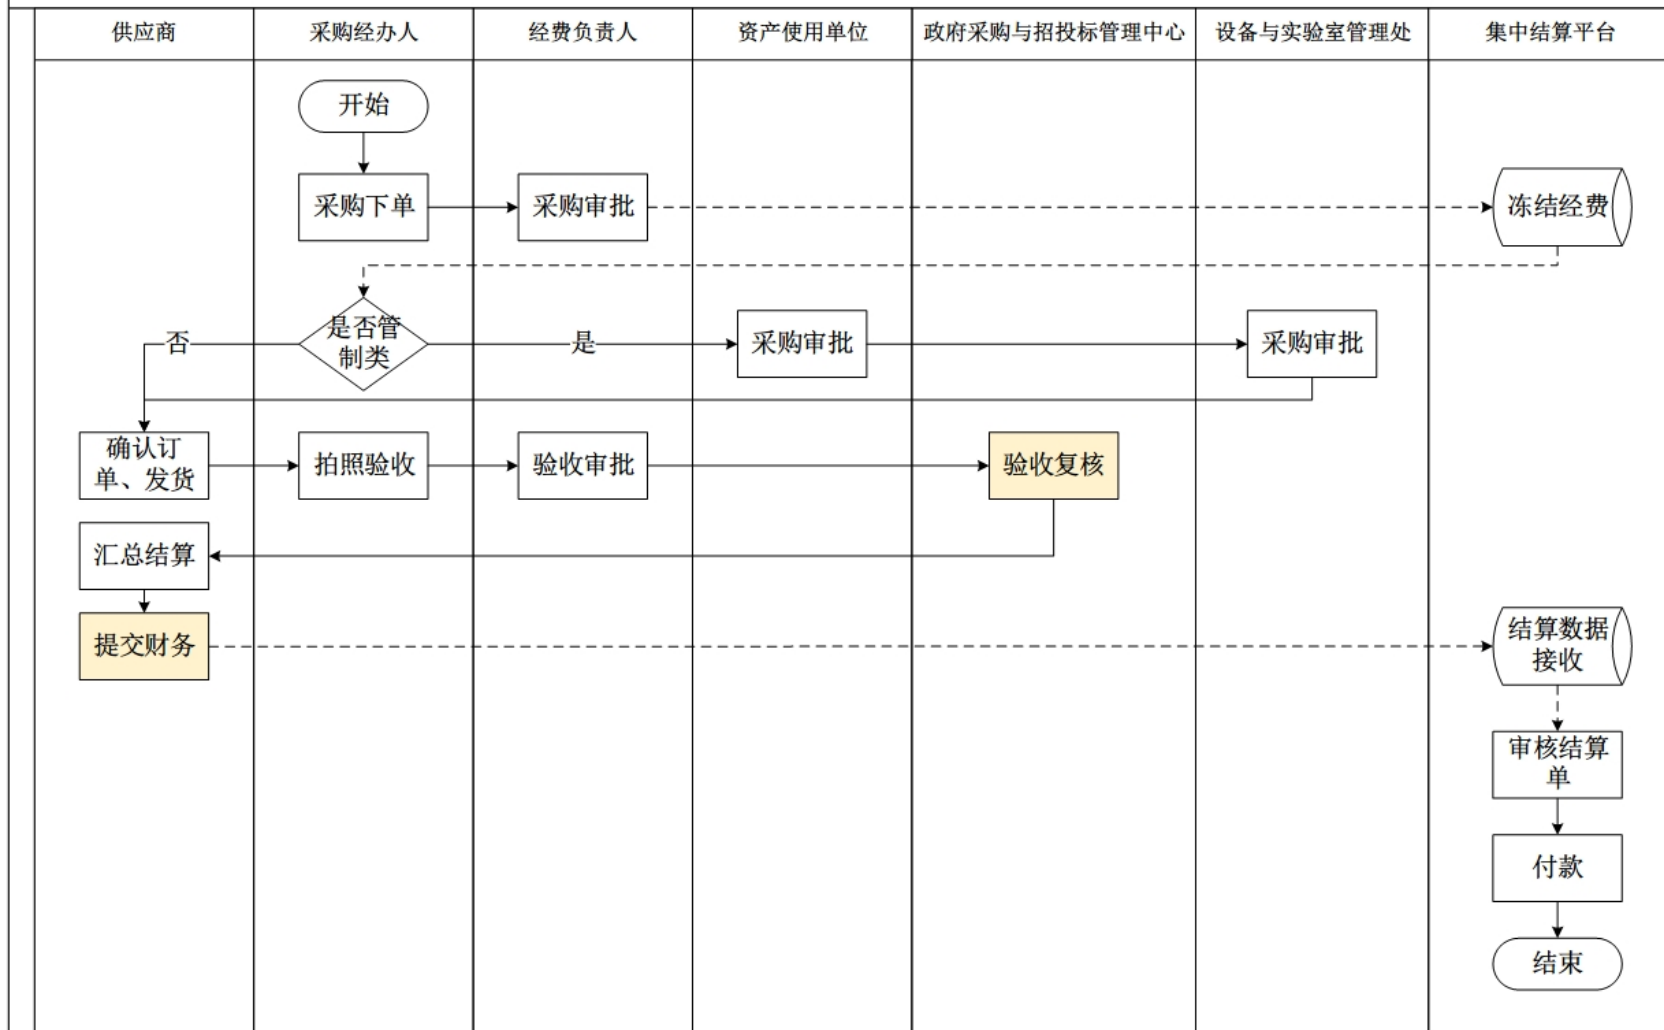 供应商
采购经办人
经费负责人
资产使用单位
政府采购与招投标管理中心
设备与实验室管理处
集中结算平台
开始
采购下单
采购审批
冻结经费
否
是否管
制类
是
采购审批
采购审批
确认订
单、发货
拍照验收
验收审批
验收复核
汇总结算
提交财务
结算数据
接收
审核结算
单
付款
结束